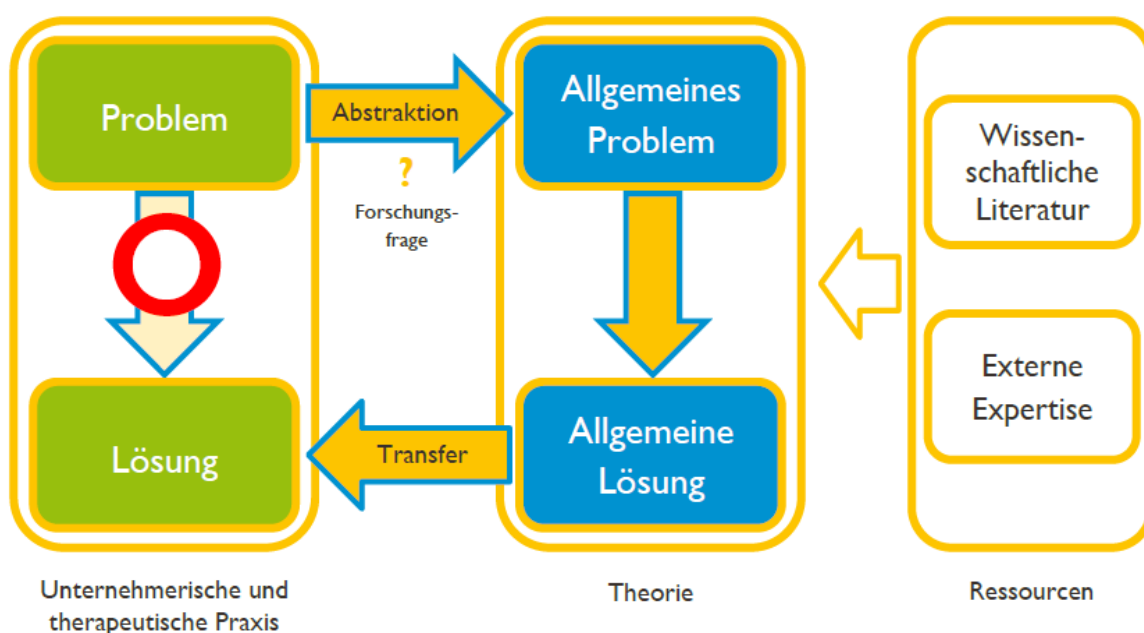 Problem
Abstraktion
?
Forschungs-
frage
Allgemeines
Problem
Wissen-
schaftliche
Literatur
Lösung
Transfer
Allgemeine
Lösung
Externe
Expertise
Unternehmerische und
therapeutische Praxis
Theorie
Ressourcen